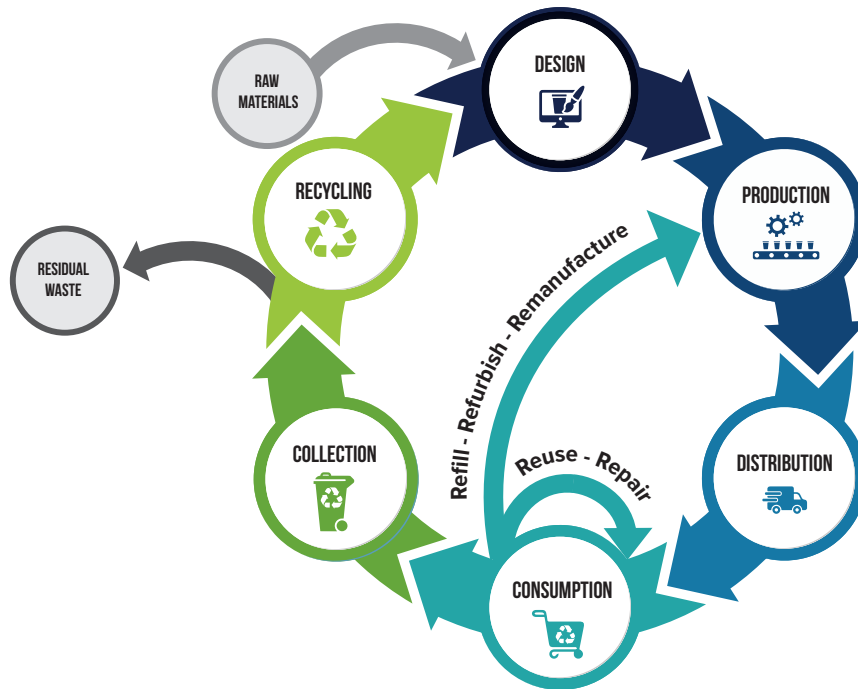 DESIGN
RAW
MATERIALS
RECYCLING
PRODUCTION
RESIDUAL
WASTE
Refill - Refurbish - Remanufacture
Reuse - Repair
COLLECTION
DISTRIBUTION
CONSUMPTION